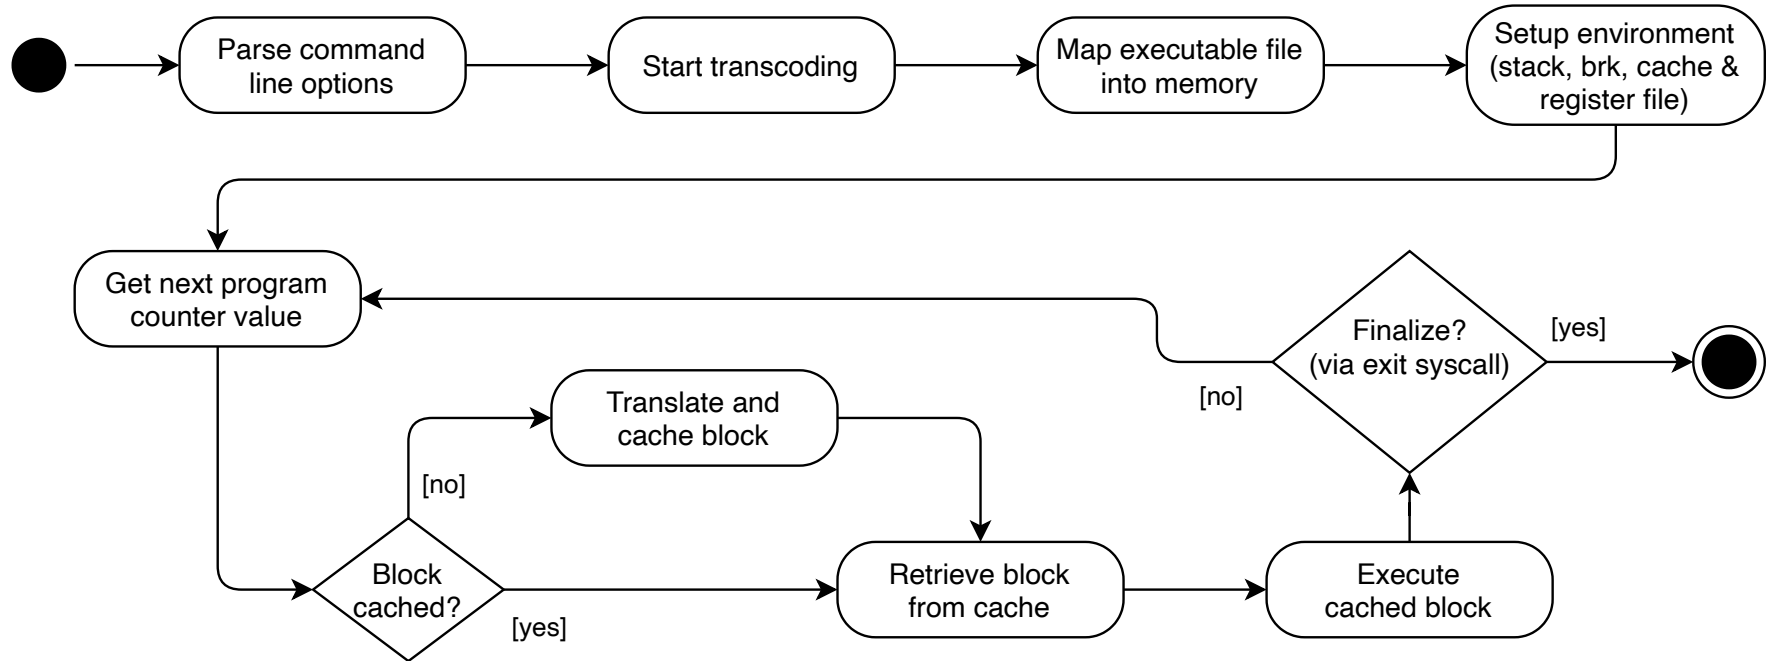 Parse command
line options
Start transcoding
Map executable file
into memory
Setup environment
(stack, brk, cache &
register file)
Get next program
counter value
Finalize?
(via exit syscall)
[yes]
[no]
Translate and
cache block
[no]
Block
cached?
[yes]
Retrieve block
from cache
Execute
cached block